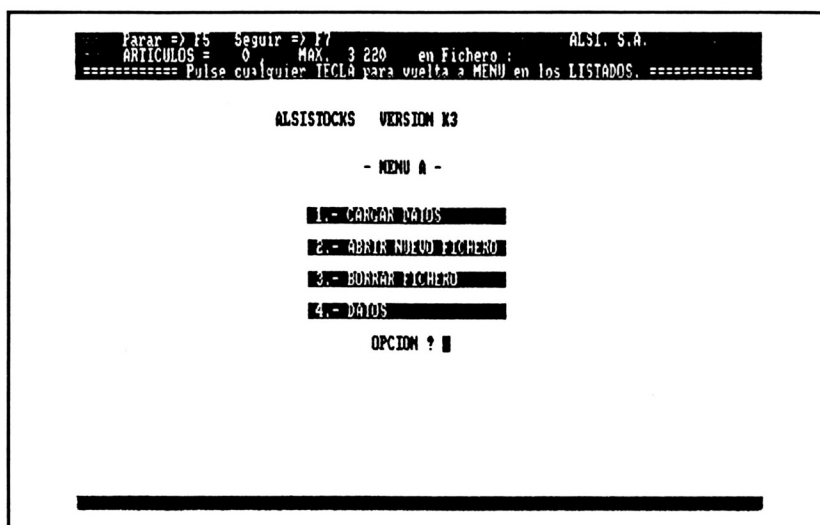 Parar => F5 Seguir => F7 ALSI. S.A.
ARTICULOS = 0 , MAX. 3 220 en Fichero :
============ Pulse cualquier TECLA para vuelta a MENU en los LISTADOS. =============
ALSISTOCKS VERSION K3
- MENU A -
1.- CARGAR DATOS
2.- ABRIR NUEVO FICHERO
3.- BORRAR FICHERO
4.- DATOS
OPCION ?